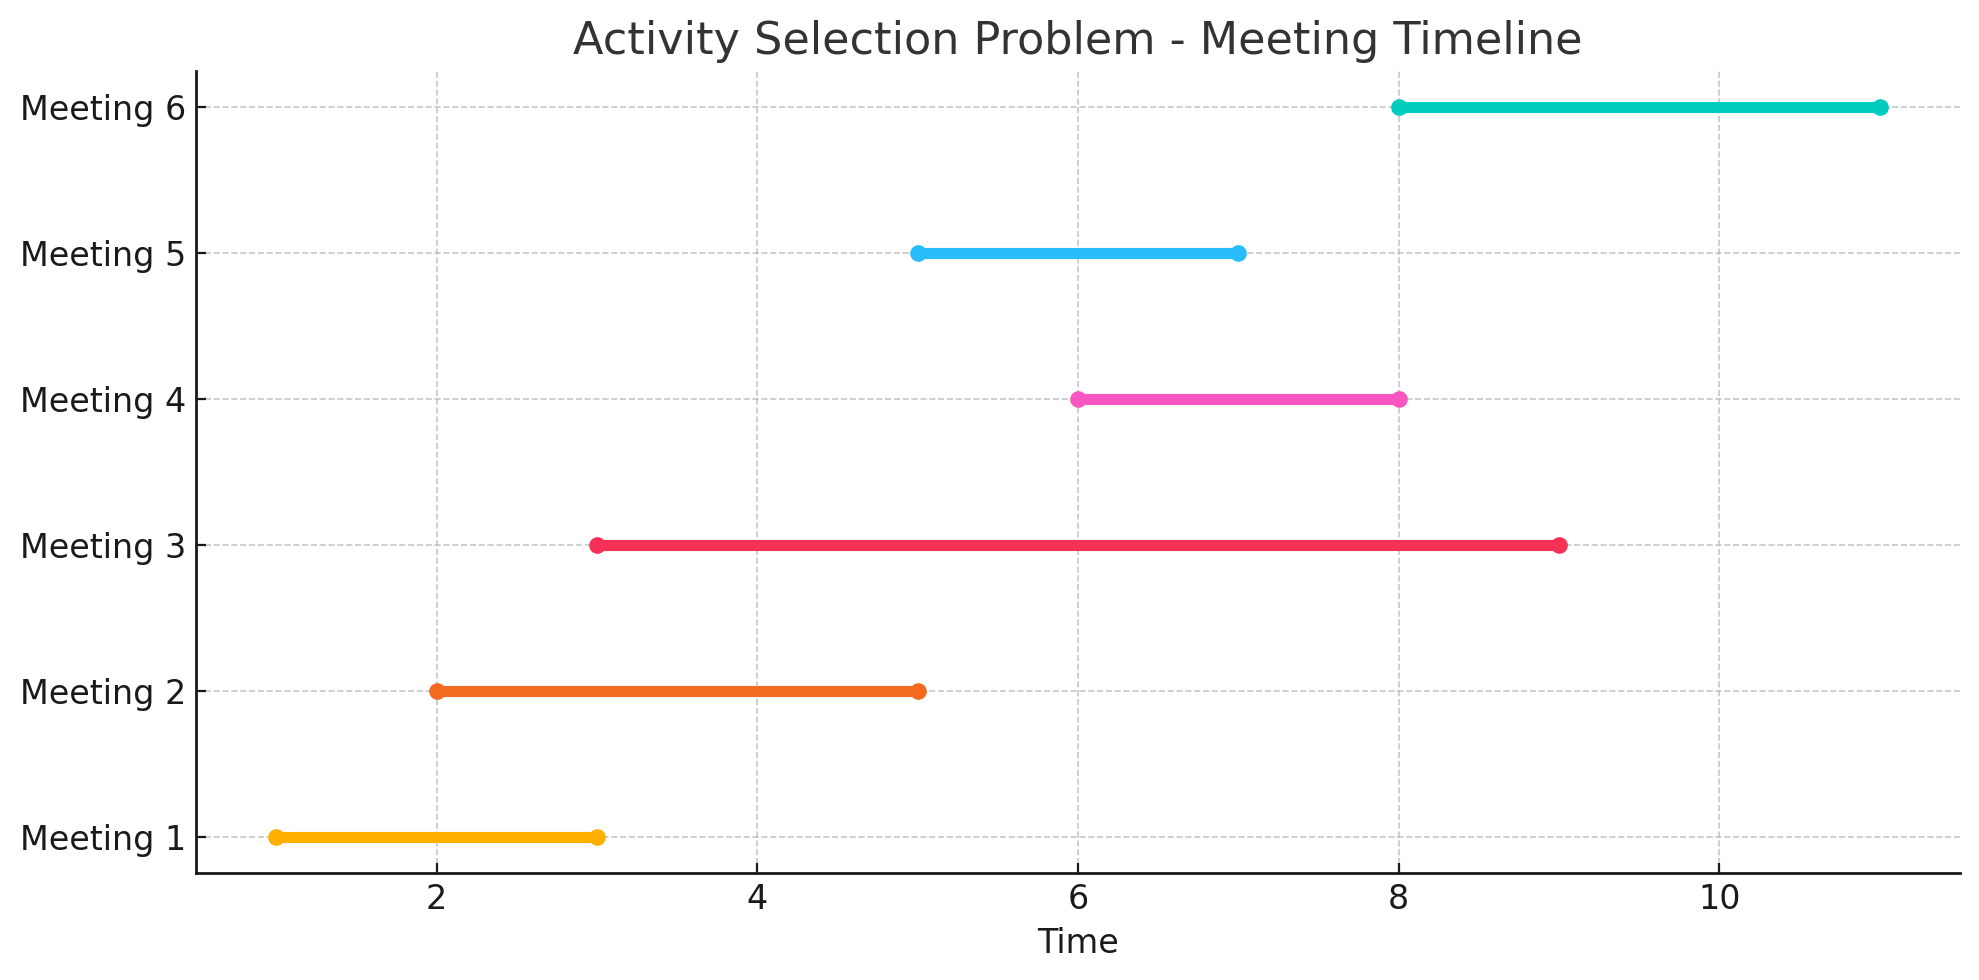 Activity Selection Problem - Meeting Timeline
Meeting 6
Meeting 5
Meeting 4
Meeting 3
Meeting 2
Meeting 1
2 4 6 8 10
Time